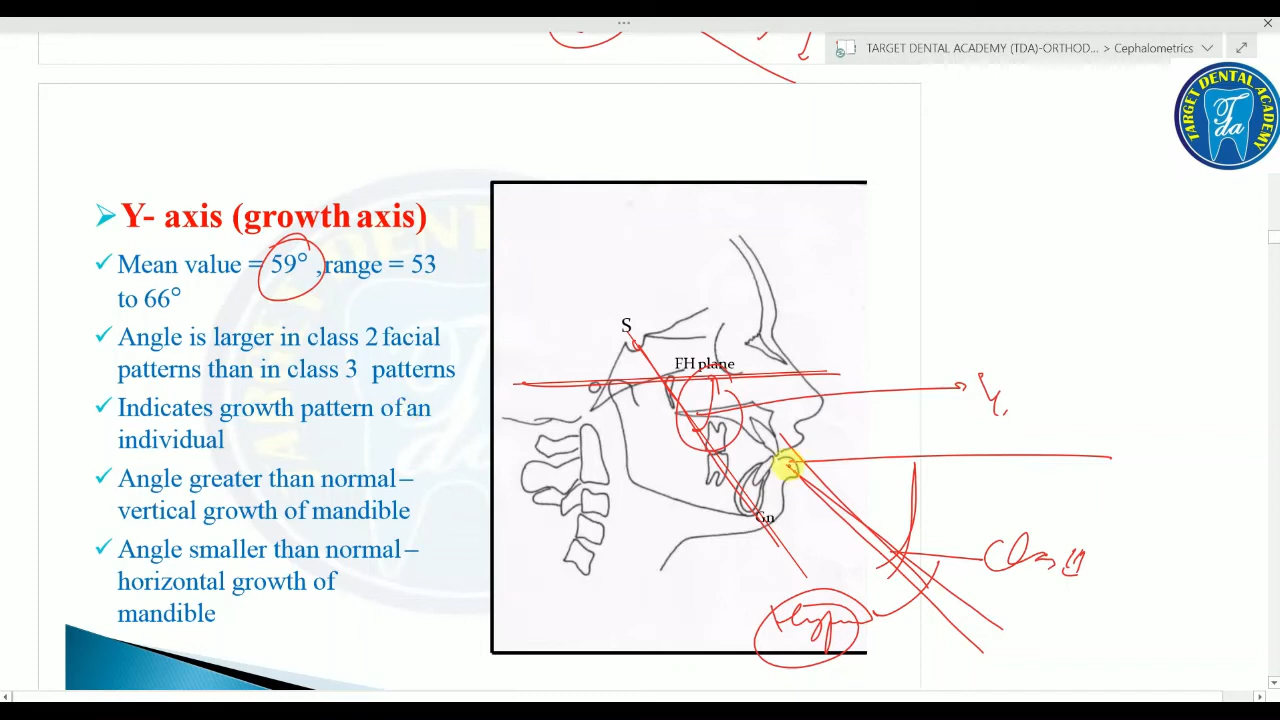 TARGET DENTAL ACADEMY (TDA)-ORTHOD... > Cephalometrics
TARGET DENTAL ACADEMY
Tda
Y- axis (growth axis)
Mean value = 59° ,range = 53
to 66°
Angle is larger in class 2 facial
patterns than in class 3 patterns
Indicates growth pattern of an
individual
Angle greater than normal–
vertical growth of mandible
Angle smaller than normal–
horizontal growth of
mandible
S
FH plane
Gn
Class